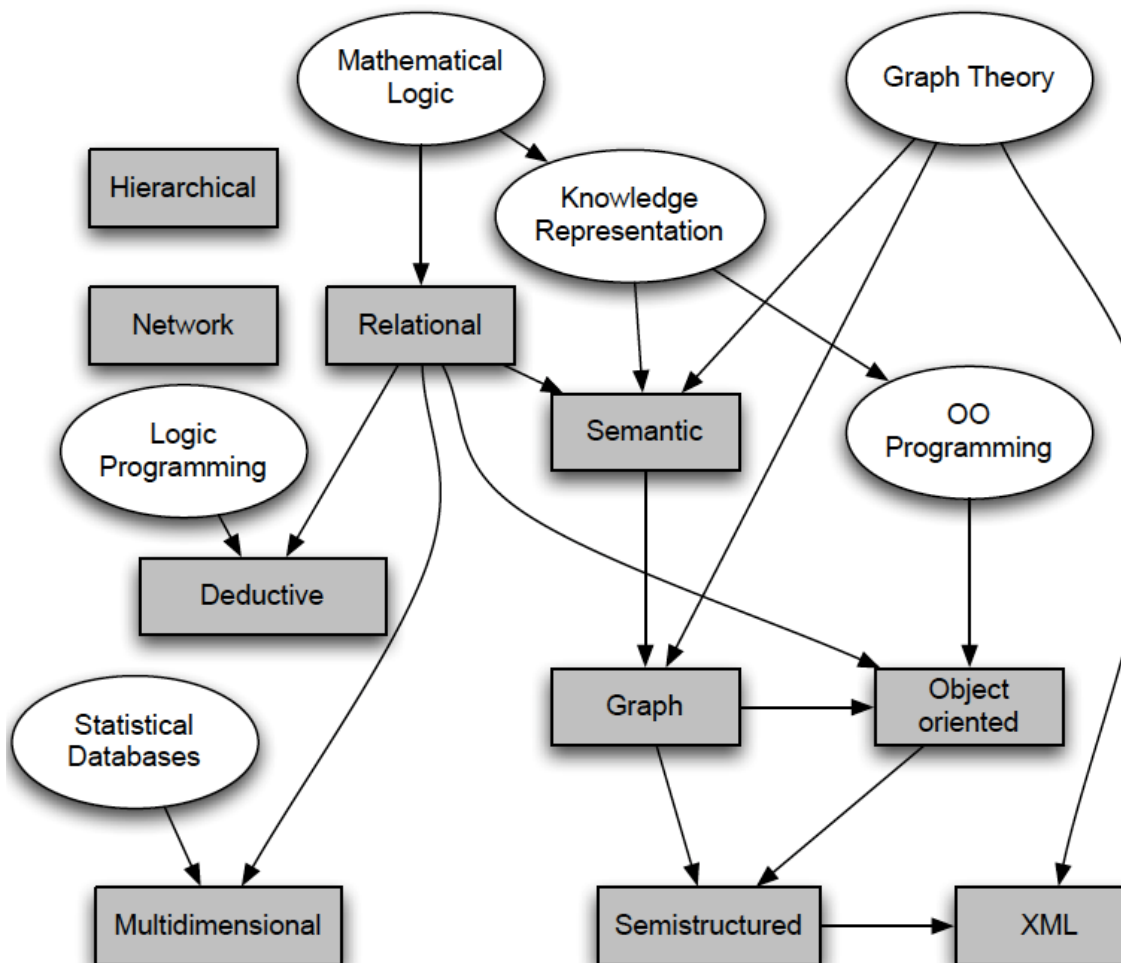 Mathematical
Logic
Graph Theory
Hierarchical
Knowledge
Representation
Network
Relational
Logic
Programming
Semantic
OO
Programming
Deductive
Statistical
Databases
Graph
Object
oriented
Multidimensional
Semistructured
XML